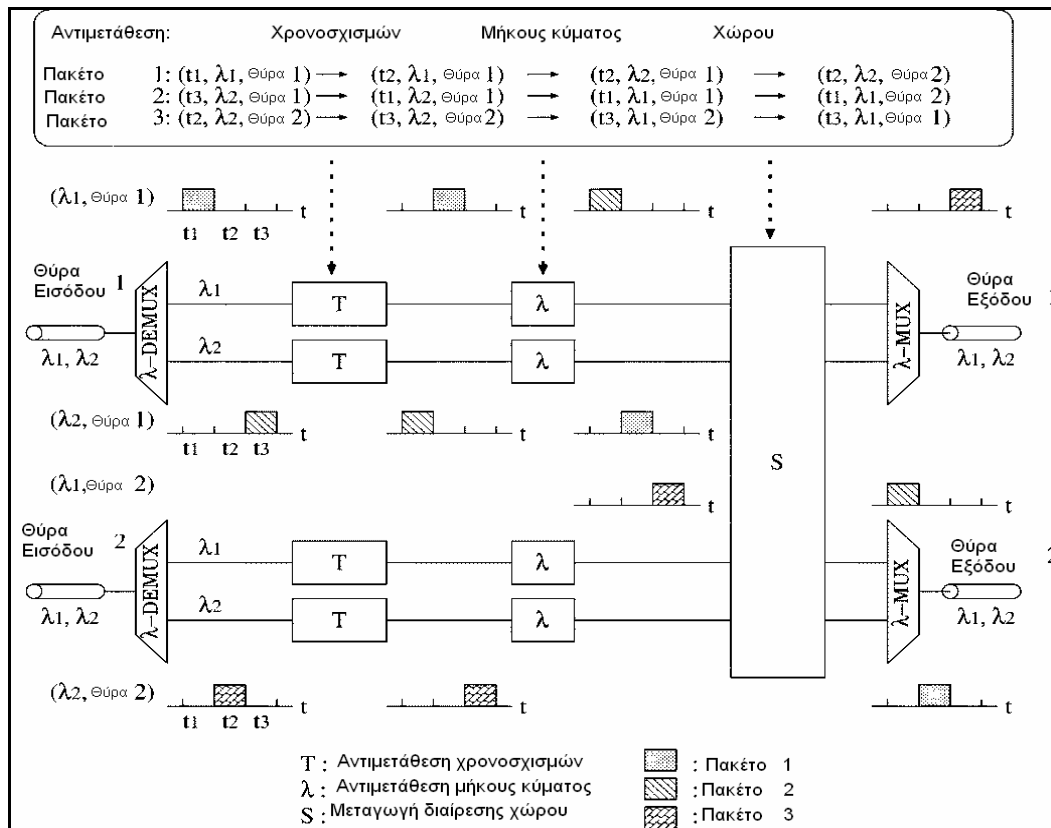 Αντιμετάθεση: Χρονοσχισμών Μήκους κύματος Χώρου
Πακέτο 1: (t1, λ1, Θύρα 1) (t2, λ1, Θύρα 1) (t2, λ2, Θύρα 1) (t2, λ2, Θύρα 2)
Πακέτο 2: (t3, λ2, Θύρα 1) (t1, λ2, Θύρα 1) (t1, λ1, Θύρα 1) (t1, λ1, Θύρα 2)
Πακέτο 3: (t2, λ2, Θύρα 2) (t3, λ2, Θύρα 2) (t3, λ1, Θύρα 2) (t3, λ1, Θύρα 1)
(λ1, Θύρα 1) t t t t
t1 t2 t3
Θύρα Εισόδου 1
λ1, λ2
λ-DEMUX
λ1 T λ
λ2 T λ
S
λ-MUX
Θύρα Εξόδου
λ1, λ2
(λ2, Θύρα 1) t t t
t1 t2 t3
(λ1, Θύρα 2) t t
Θύρα Εισόδου 2
λ1, λ2
λ-DEMUX
λ1 T λ
λ2 T λ
λ-MUX
Θύρα Εξόδου 2
λ1, λ2
(λ2, Θύρα 2) t t t
t1 t2 t3
T : Αντιμετάθεση χρονοσχισμών
λ : Αντιμετάθεση μήκους κύματος
S : Μεταγωγή διαίρεσης χώρου
: Πακέτο 1
: Πακέτο 2
: Πακέτο 3